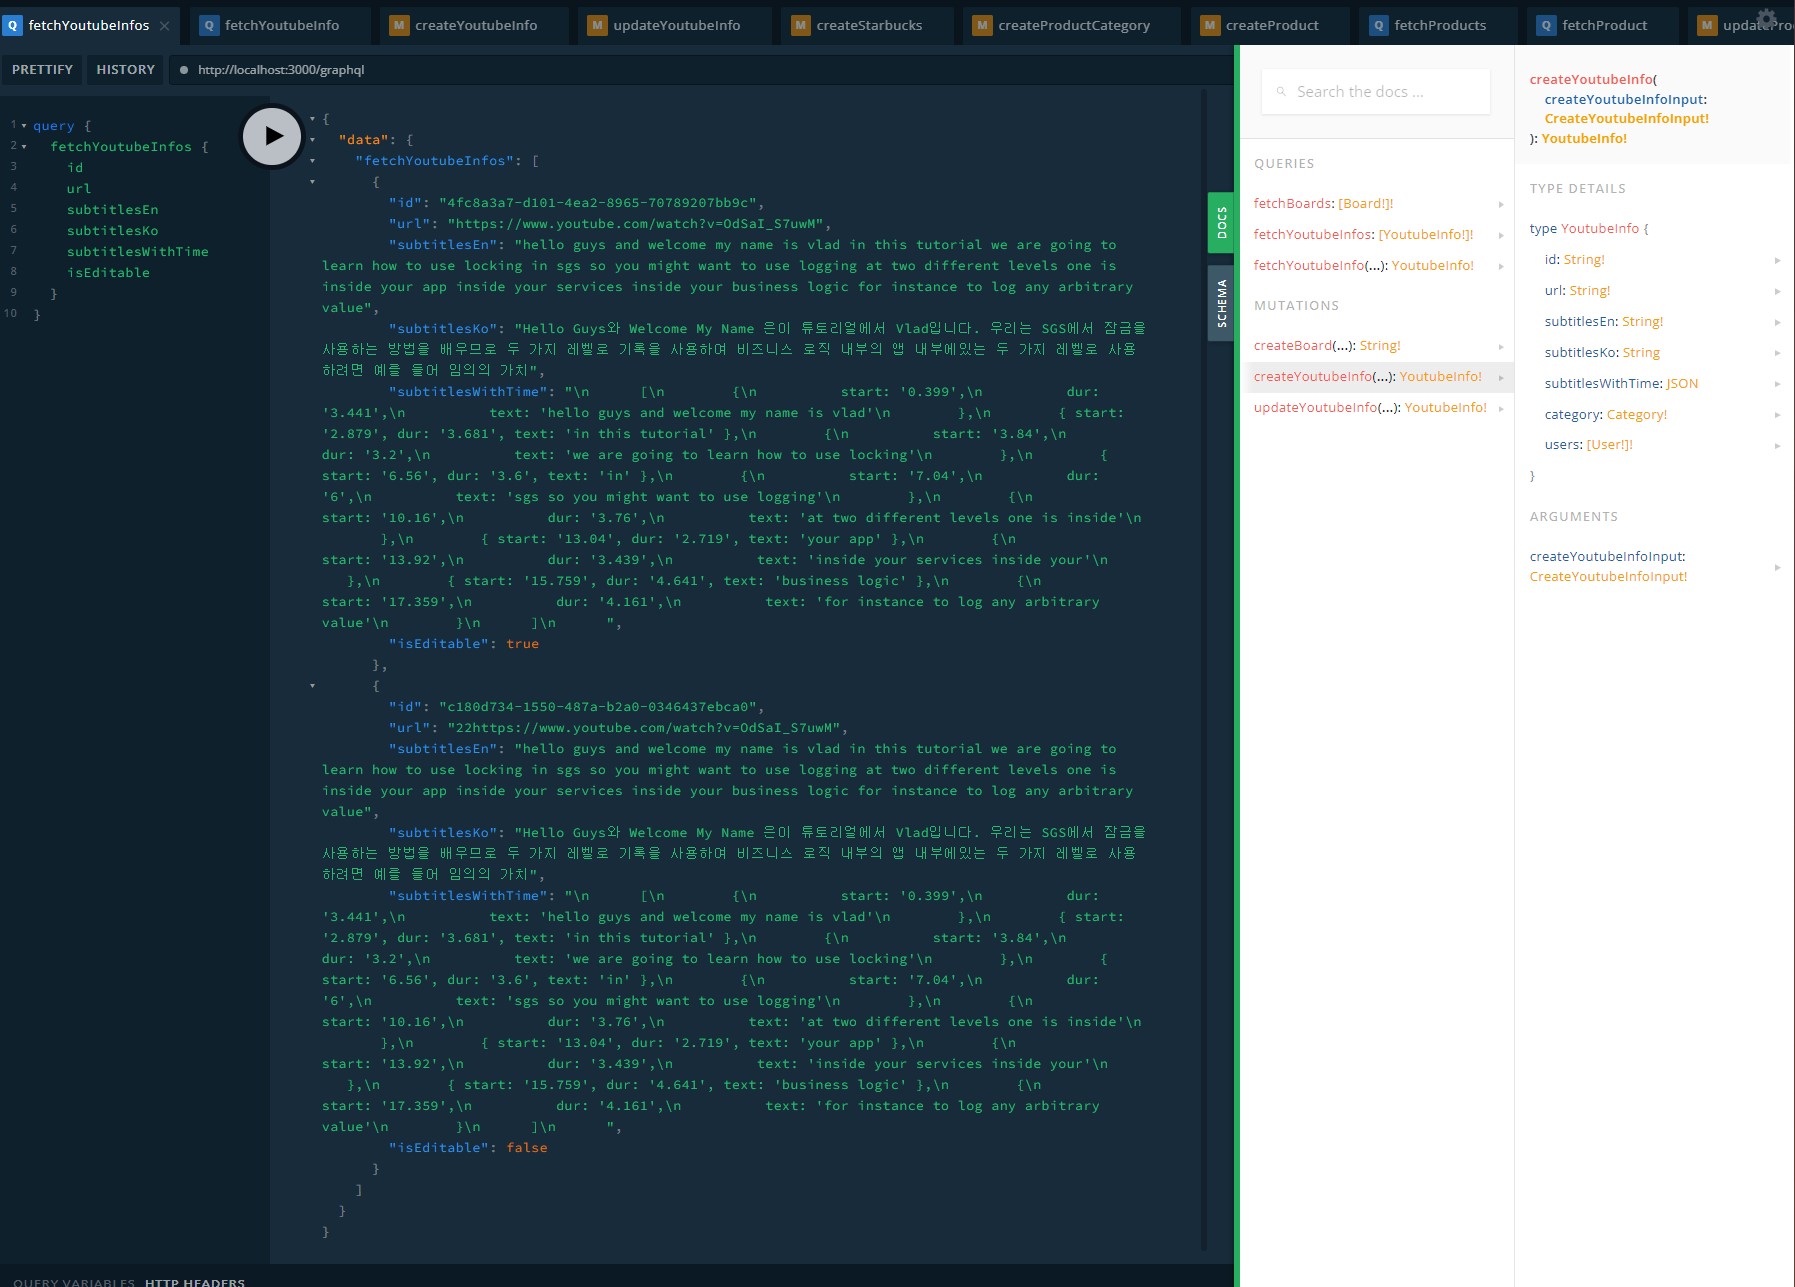 Q fetchYoutubeInfos ×
Q fetchYoutubeInfo
M createYoutubeInfo
M updateYoutubeInfo
M createStarbucks
M createProductCategory
M createProduct
Q fetchProducts
Q fetchProduct
M
PRETTIFY HISTORY http://localhost:3000/graphql
1 query {
2 fetchYoutubeInfos {
3 id
4 url
5 subtitlesEn
6 subtitlesKo
7 subtitlesWithTime
8 isEditable
9 }
10 }
{
"data": {
"fetchYoutubeInfos": [
{
"id": "4fc8a3a7-d101-4ea2-8965-70789207bb9c",
"url": "https://www.youtube.com/watch?v=OdSaI_S7uwM",
"subtitlesEn": "hello guys and welcome my name is vlad in this tutorial we are going to
learn how to use locking in sgs so you might want to use logging at two different levels one is
inside your app inside your services inside your business logic for instance to log any arbitrary
value",
"subtitlesKo": "Hello Guys와 Welcome My Name 은이 튜토리얼에서 Vlad입니다. 우리는 SGS에서 잠금을
사용하는 방법을 배우므로 두 가지 레벨로 기록을 사용하여 비즈니스 로직 내부의 앱 내부에있는 두 가지 레벨로 사용
하려면 예를 들어 임의의 가치",
"subtitlesWithTime": "\n [\n {\n start: '0.399',\n dur:
'3.441',\n text: 'hello guys and welcome my name is vlad'\n },\n { start:
'2.879', dur: '3.681', text: 'in this tutorial' },\n {\n start: '3.84',\n
dur: '3.2',\n text: 'we are going to learn how to use locking'\n },\n {
start: '6.56', dur: '3.6', text: 'in' },\n {\n start: '7.04',\n dur:
'6',\n text: 'sgs so you might want to use logging'\n },\n {\n
start: '10.16',\n dur: '3.76',\n text: 'at two different levels one is inside'\n
},\n { start: '13.04', dur: '2.719', text: 'your app' },\n {\n
start: '13.92',\n dur: '3.439',\n text: 'inside your services inside your'\n
},\n { start: '15.759', dur: '4.641', text: 'business logic' },\n {\n
start: '17.359',\n dur: '4.161',\n text: 'for instance to log any arbitrary
value'\n }\n ]\n ",
"isEditable": true
},
{
"id": "c180d734-1550-487a-b2a0-0346437ebca0",
"url": "22https://www.youtube.com/watch?v=OdSaI_S7uwM",
"subtitlesEn": "hello guys and welcome my name is vlad in this tutorial we are going to
learn how to use locking in sgs so you might want to use logging at two different levels one is
inside your app inside your services inside your business logic for instance to log any arbitrary
value",
"subtitlesKo": "Hello Guys와 Welcome My Name 은이 튜토리얼에서 Vlad입니다. 우리는 SGS에서 잠금을
사용하는 방법을 배우므로 두 가지 레벨로 기록을 사용하여 비즈니스 로직 내부의 앱 내부에있는 두 가지 레벨로 사용
하려면 예를 들어 임의의 가치",
"subtitlesWithTime": "\n [\n {\n start: '0.399',\n dur:
'3.441',\n text: 'hello guys and welcome my name is vlad'\n },\n { start:
'2.879', dur: '3.681', text: 'in this tutorial' },\n {\n start: '3.84',\n
dur: '3.2',\n text: 'we are going to learn how to use locking'\n },\n {
start: '6.56', dur: '3.6', text: 'in' },\n {\n start: '7.04',\n dur:
'6',\n text: 'sgs so you might want to use logging'\n },\n {\n
start: '10.16',\n dur: '3.76',\n text: 'at two different levels one is inside'\n
},\n { start: '13.04', dur: '2.719', text: 'your app' },\n {\n
start: '13.92',\n dur: '3.439',\n text: 'inside your services inside your'\n
},\n { start: '15.759', dur: '4.641', text: 'business logic' },\n {\n
start: '17.359',\n dur: '4.161',\n text: 'for instance to log any arbitrary
value'\n }\n ]\n ",
"isEditable": false
}
]
}
}
QUERY VARIABLES HTTP HEADERS
DOCS
SCHEMA
Search the docs ...
QUERIES
fetchBoards: [Board!]!
fetchYoutubeInfos: [YoutubeInfo!]!
fetchYoutubeInfo(...): YoutubeInfo!
MUTATIONS
createBoard(...): String!
createYoutubeInfo(...): YoutubeInfo!
updateYoutubeInfo(...): YoutubeInfo!
createYoutubeInfo(
createYoutubeInfoInput:
CreateYoutubeInfoInput!
): YoutubeInfo!
TYPE DETAILS
type YoutubeInfo {
id: String!
url: String!
subtitlesEn: String!
subtitlesKo: String
subtitlesWithTime: JSON
category: Category!
users: [User!]!
}
ARGUMENTS
createYoutubeInfoInput:
CreateYoutubeInfoInput!